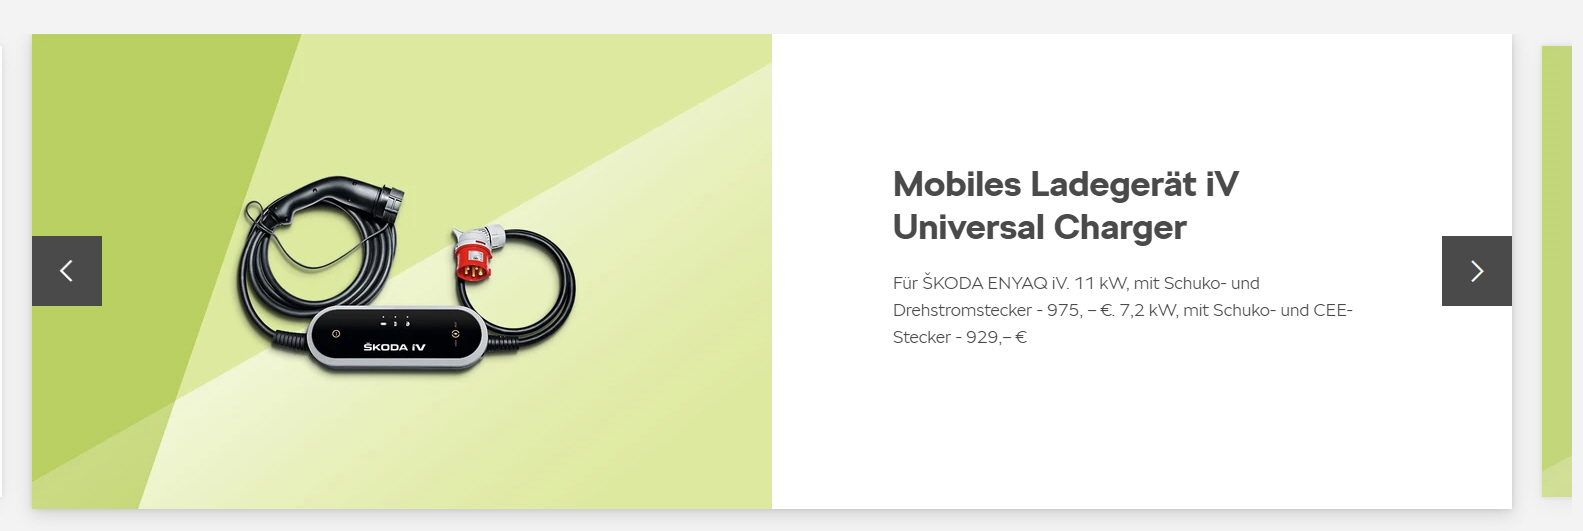 Mobiles Ladegerät iV
Universal Charger
Für ŠKODA ENYAQ iV. 11 kW, mit Schuko- und
Drehstromstecker - 975, – €. 7,2 kW, mit Schuko- und CEE-
Stecker - 929,– €
ŠKODA iV